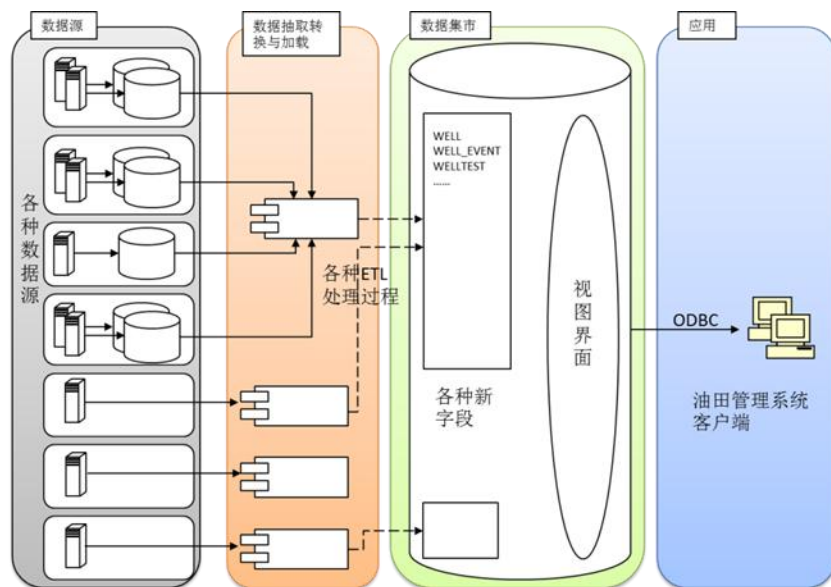 数据源
数据抽取转
换与加载
数据集市
应用
各种数据源
WELL
WELL_EVENT
WELLTEST
......
各种ETL
处理过程
视图界面
ODBC
各种新
字段
油田管理系统
客户端